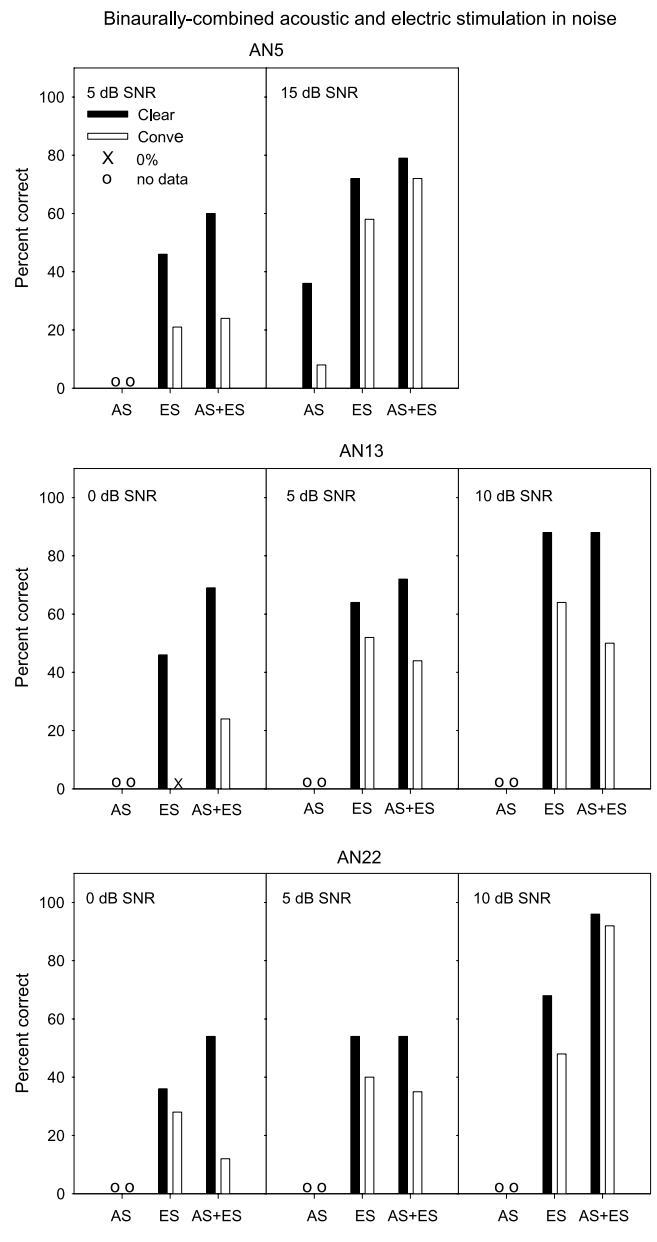 Binaurally-combined acoustic and electric stimulation in noise
AN5
5 dB SNR
15 dB SNR
Clear
Conve
X 0%
o no data
100
80
60
40
20
0
Percent correct
o o
AS ES AS+ES AS ES AS+ES
AN13
0 dB SNR
5 dB SNR
10 dB SNR
100
80
60
40
20
0
Percent correct
o o X o o o o
AS ES AS+ES AS ES AS+ES AS ES AS+ES
AN22
0 dB SNR
5 dB SNR
10 dB SNR
100
80
60
40
20
0
Percent correct
o o o o o o
AS ES AS+ES AS ES AS+ES AS ES AS+ES